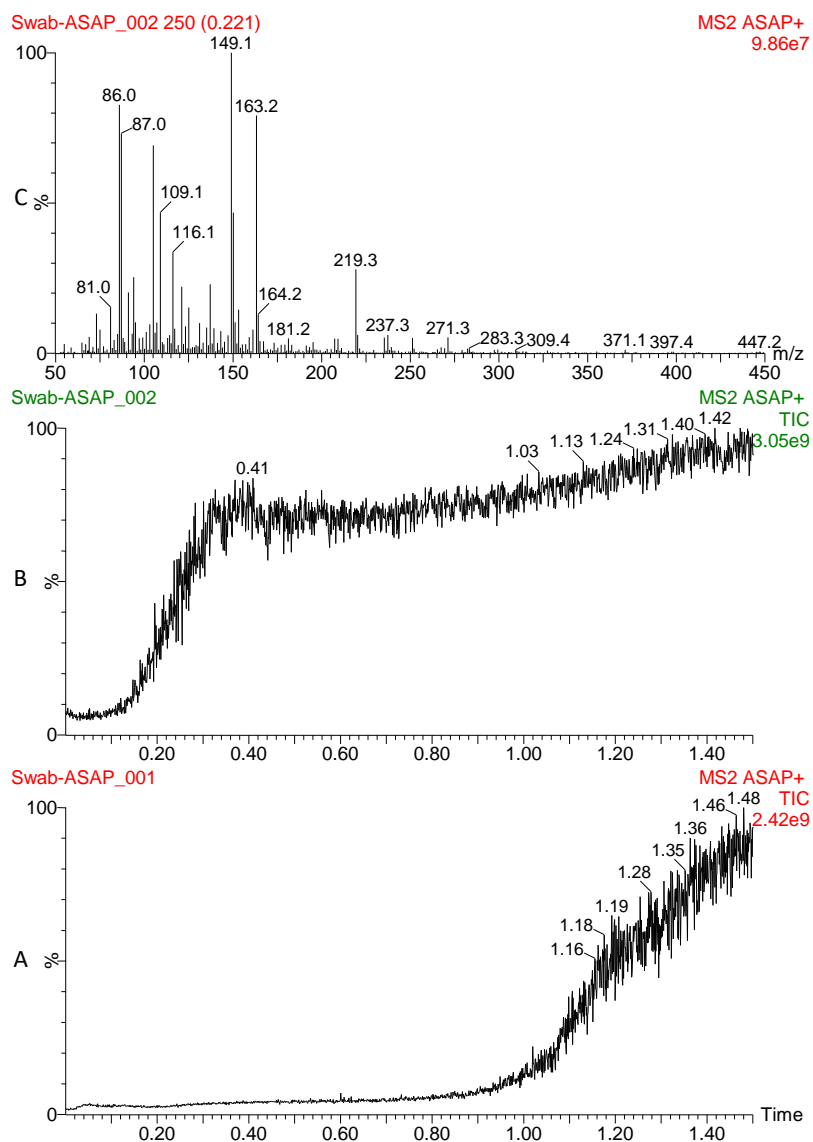 Swab-ASAP_002 250 (0.221)
MS2 ASAP+
9.86e7
100
149.1
86.0
163.2
87.0
109.1
C
%
116.1
219.3
81.0
164.2
181.2
237.3
271.3
283.3
309.4
371.1
397.4
447.2
0
m/z
50 100 150 200 250 300 350 400 450
Swab-ASAP_002
MS2 ASAP+
TIC
3.05e9
100
0.41
1.03
1.13
1.24
1.31
1.40
1.42
B
%
0
0.20 0.40 0.60 0.80 1.00 1.20 1.40
Swab-ASAP_001
MS2 ASAP+
TIC
2.42e9
100
1.48
1.46
1.36
1.35
1.28
1.19
1.18
1.16
A
%
0
Time
0.20 0.40 0.60 0.80 1.00 1.20 1.40